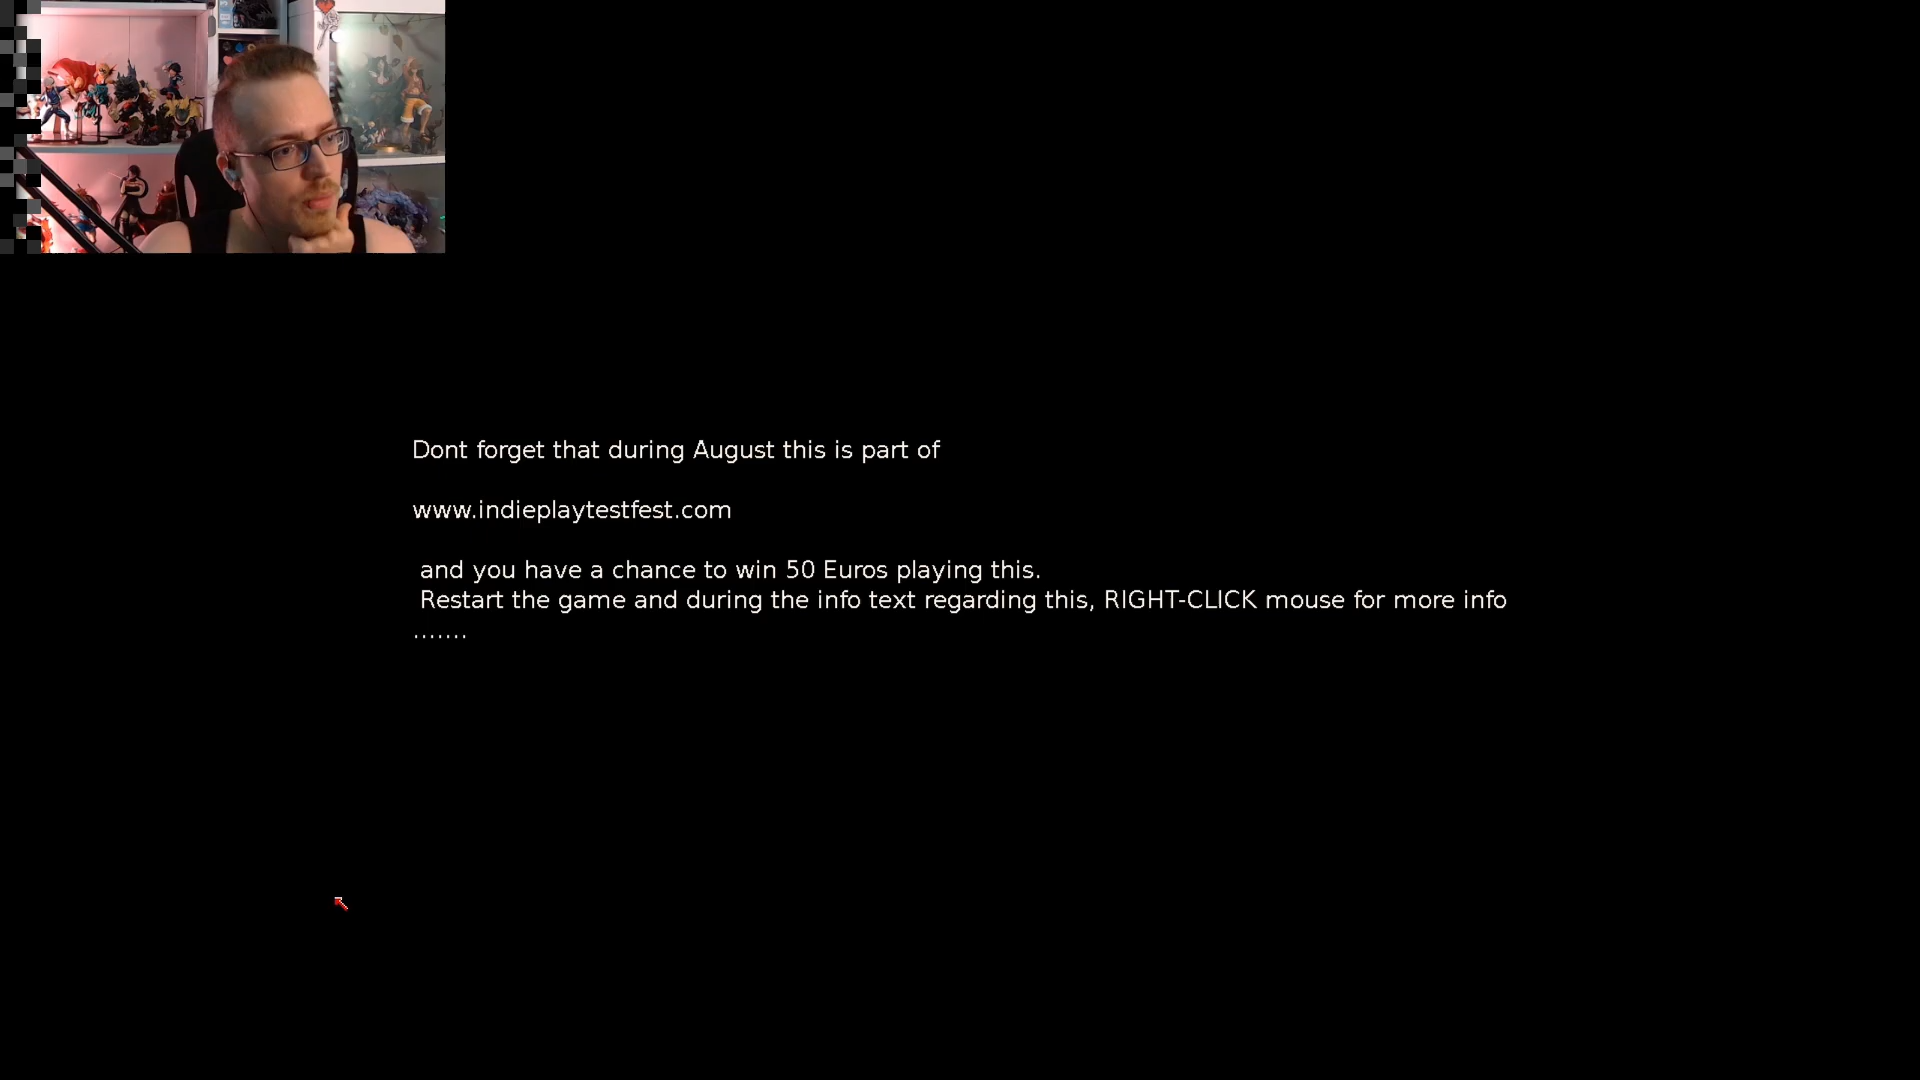 Dont forget that during August this is part of
www.indieplaytestfest.com
and you have a chance to win 50 Euros playing this.
Restart the game and during the info text regarding this, RIGHT-CLICK mouse for more info
.......